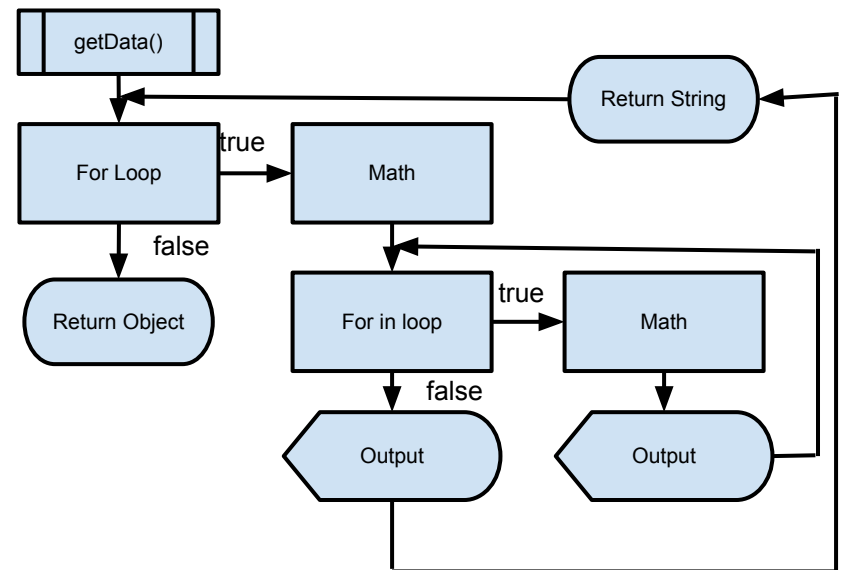 getData()
Return String
For Loop
true
Math
false
Return Object
For in loop
true
Math
false
Output
Output